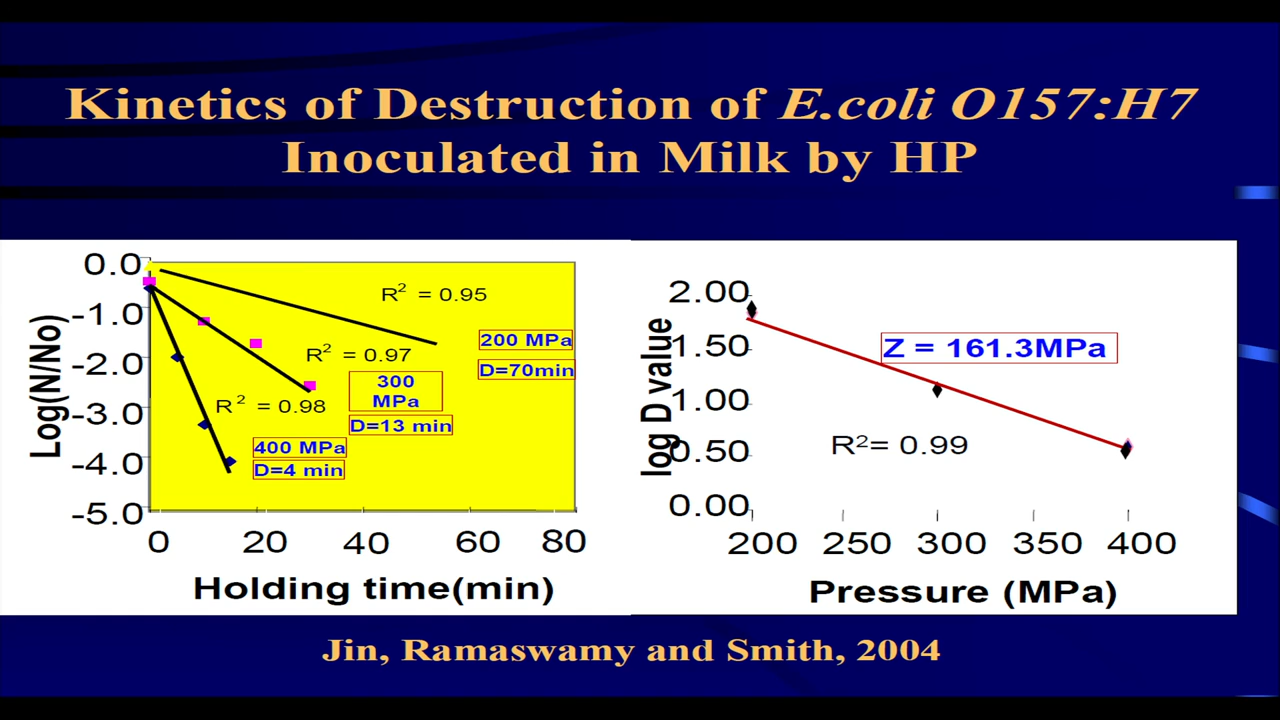 Kinetics of Destruction of E.coli O157:H7
Inoculated in Milk by HP
Log(N/No)
0.0
-1.0
-2.0
-3.0
-4.0
-5.0
R² = 0.95
200 MPa
D=70min
R² = 0.97
300
MPa
D=13 min
R² = 0.98
400 MPa
D=4 min
0 20 40 60 80
Holding time(min)
log D value
2.00
1.50
1.00
0.50
0.00
Z = 161.3MPa
R²= 0.99
200 250 300 350 400
Pressure (MPa)
Jin, Ramaswamy and Smith, 2004